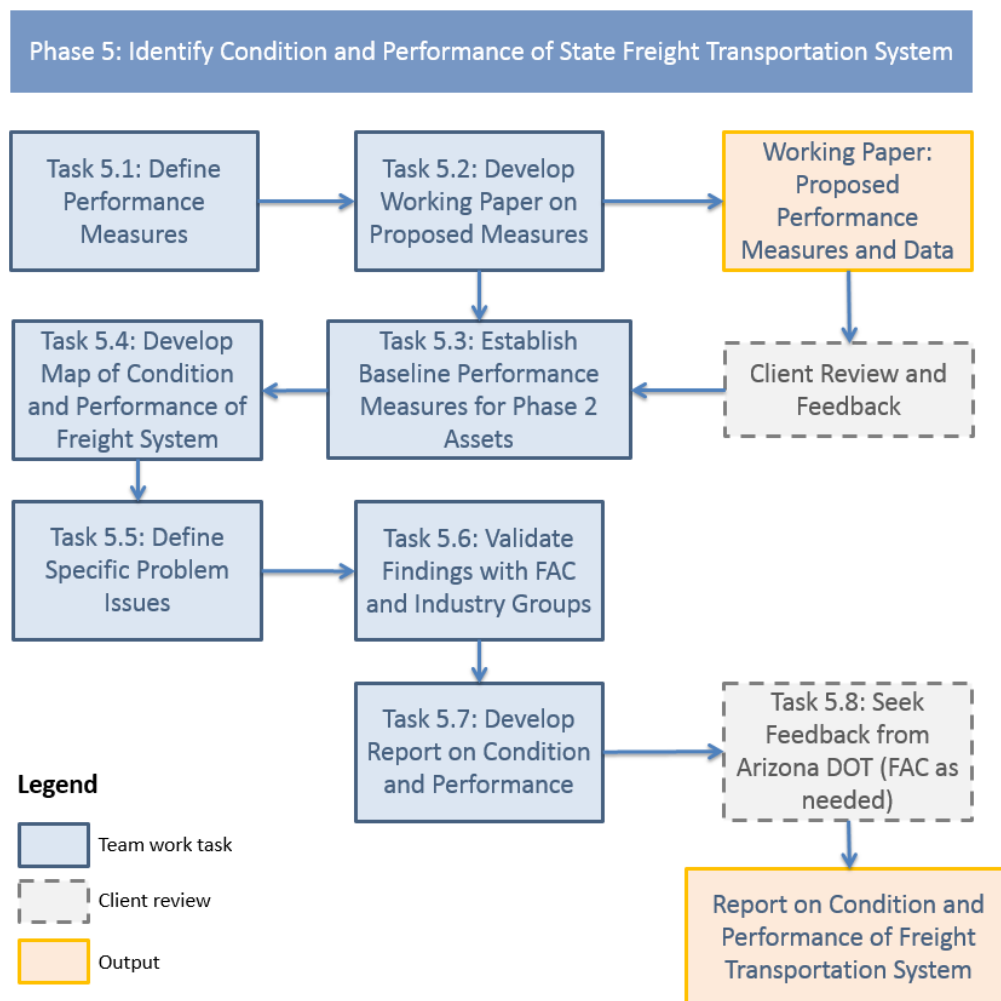 Phase 5: Identify Condition and Performance of State Freight Transportation System
Task 5.1: Define
Performance
Measures
Task 5.2: Develop
Working Paper on
Proposed Measures
Working Paper:
Proposed
Performance
Measures and Data
Task 5.4: Develop
Map of Condition
and Performance of
Freight System
Task 5.3: Establish
Baseline Performance
Measures for Phase 2
Assets
Client Review and
Feedback
Task 5.5: Define
Specific Problem
Issues
Task 5.6: Validate
Findings with FAC
and Industry Groups
Task 5.7: Develop
Report on Condition
and Performance
Task 5.8: Seek
Feedback from
Arizona DOT (FAC as
needed)
Legend
Team work task
Client review
Output
Report on Condition and
Performance of Freight
Transportation System